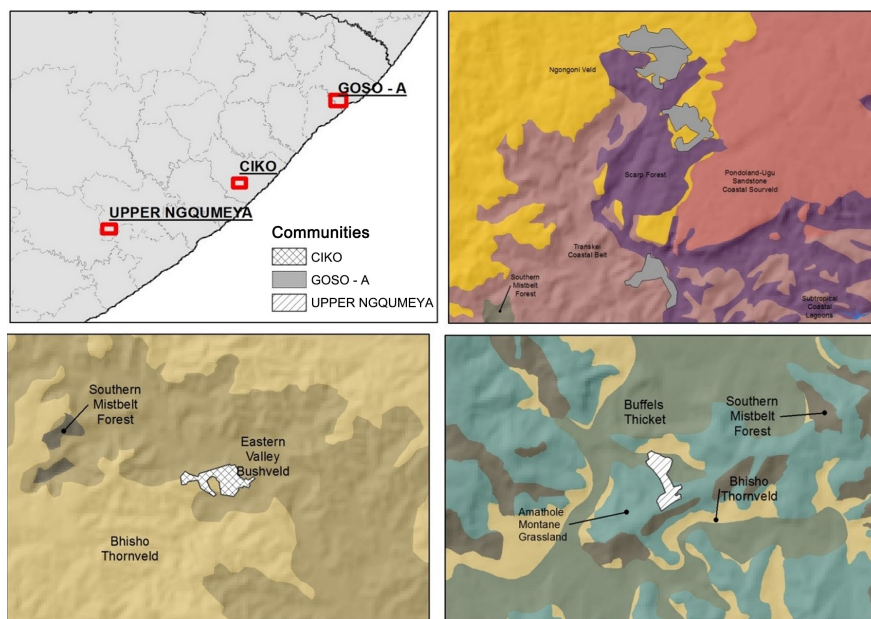 GOSO - A
CIKO
UPPER NGQUMEYA
Communities
CIKO
GOSO - A
UPPER NGQUMEYA
Ngongoni Veld
Scarp Forest
Pondoland-Ugu
Sandstone
Coastal Sourveld
Transkei
Coastal Belt
Southern
Mistbelt
Forest
Subtropical
Coastal
Lagoons
Southern
Mistbelt
Forest
Eastern
Valley
Bushveld
Bhisho
Thornveld
Buffels
Thicket
Southern
Mistbelt
Forest
Bhisho
Thornveld
Amathole
Montane
Grassland